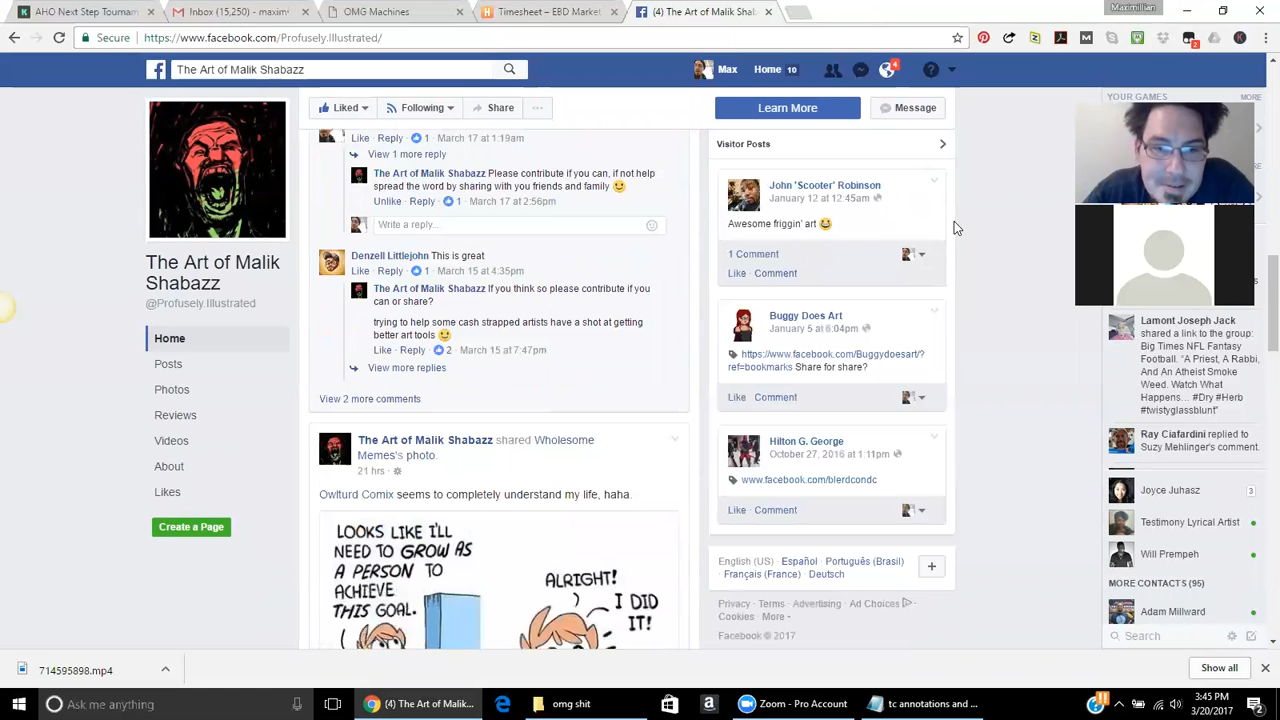 AHO Next Step Tournam
Inbox (15,250) - maxim
OMG Machines
Timesheet – EBD Market
(4) The Art of Malik Shab
Maximillian
Secure
https://www.facebook.com/Profusely.Illustrated/
The Art of Malik Shabazz
Max
Home 10
4
2
Liked
Following
Share
Learn More
Message
YOUR GAMES
MORE
The Art of Malik
Shabazz
@Profusely.Illustrated
Home
Posts
Photos
Reviews
Videos
About
Likes
Create a Page
Like · Reply · 1 · March 17 at 1:19am
View 1 more reply
The Art of Malik Shabazz Please contribute if you can, if not help
spread the word by sharing with you friends and family
Unlike · Reply · 1 · March 17 at 2:56pm
Write a reply...
Denzell Littlejohn This is great
Like · Reply · 1 · March 15 at 4:35pm
The Art of Malik Shabazz If you think so please contribute if you
can or share?
trying to help some cash strapped artists have a shot at getting
better art tools
Like · Reply · 2 · March 15 at 7:47pm
View more replies
View 2 more comments
The Art of Malik Shabazz shared Wholesome
Memes's photo.
21 hrs ·
Owlturd Comix seems to completely understand my life, haha.
LOOKS LIKE I'LL
NEED TO GROW AS
A PERSON TO
ACHIEVE
THIS GOAL.
ALRIGHT!
I DID
IT!
Visitor Posts
John 'Scooter' Robinson
January 12 at 12:45am ·
Awesome friggin' art
1 Comment
Like · Comment
Buggy Does Art
January 5 at 6:04pm ·
https://www.facebook.com/Buggydoesart/?
ref=bookmarks Share for share?
Like · Comment
Hilton G. George
October 27, 2016 at 1:11pm ·
www.facebook.com/blerdcondc
Like · Comment
English (US) · Español · Português (Brasil) ·
Français (France) · Deutsch
Privacy · Terms · Advertising · Ad Choices ·
Cookies · More
Facebook © 2017
Lamont Joseph Jack
shared a link to the group:
Big Times NFL Fantasy
Football. "A Priest, A Rabbi,
And An Atheist Smoke
Weed. Watch What
Happens... #Dry #Herb
#twistyglassblunt"
Ray Ciafardini replied to
Suzy Mehlinger's comment.
Joyce Juhasz
3
Testimony Lyrical Artist
Will Prempeh
MORE CONTACTS (95)
Adam Millward
Search
714595898.mp4
Show all
Ask me anything
(4) The Art of Malik...
omg shit
Zoom - Pro Account
tc annotations and ...
3:45 PM
3/20/2017